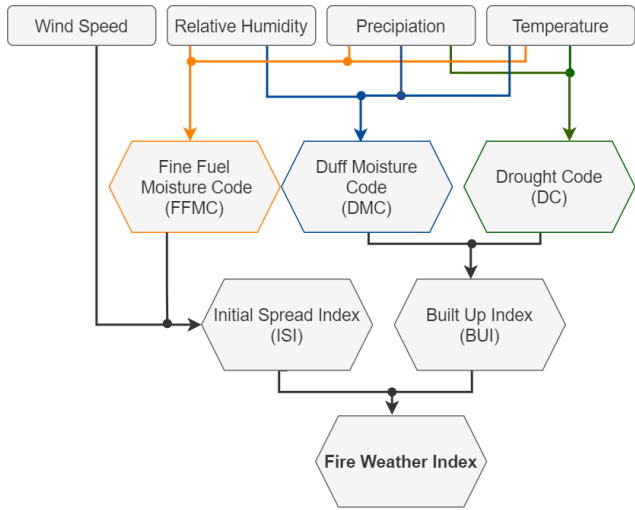 Wind Speed
Relative Humidity
Precipiation
Temperature
Fine Fuel
Moisture Code
(FFMC)
Duff Moisture
Code
(DMC)
Drought Code
(DC)
Initial Spread Index
(ISI)
Built Up Index
(BUI)
Fire Weather Index